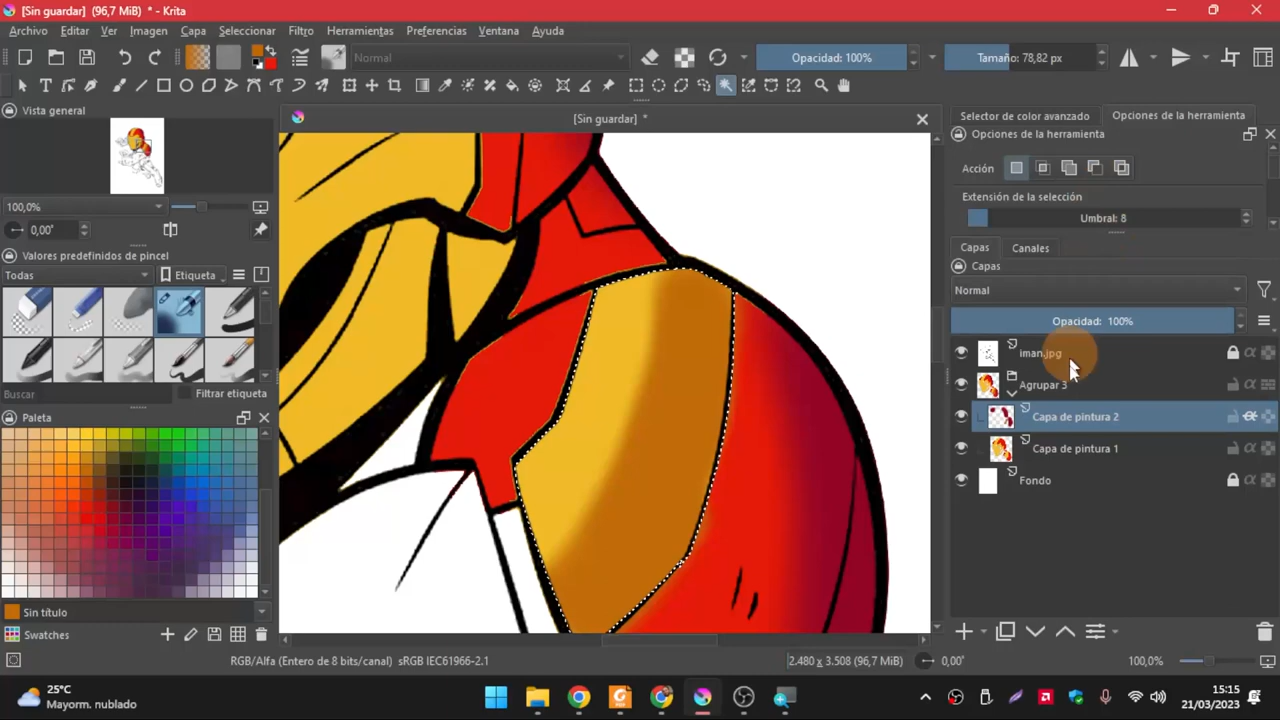 [Sin guardar] (96,7 MiB) * - Krita
Archivo Editar Ver Imagen Capa Seleccionar Filtro Herramientas Preferencias Ventana Ayuda
Normal Opacidad: 100% Tamaño: 78,82 px
Vista general
[Sin guardar] *
Selector de color avanzado Opciones de la herramienta
Opciones de la herramienta
Acción
Extensión de la selección
Umbral: 8
100,0%
0,00°
Valores predefinidos de pincel
Todas Etiqueta
Buscar Filtrar etiqueta
Paleta
Sin título
Swatches
Capas Canales
Capas
Normal
Opacidad: 100%
iman.jpg
Agrupar 3
Capa de pintura 2
Capa de pintura 1
Fondo
RGB/Alfa (Entero de 8 bits/canal) sRGB IEC61966-2.1 2.480 x 3.508 (96,7 MiB) 0,00° 100,0%
25°C
Mayorm. nublado
15:15
21/03/2023